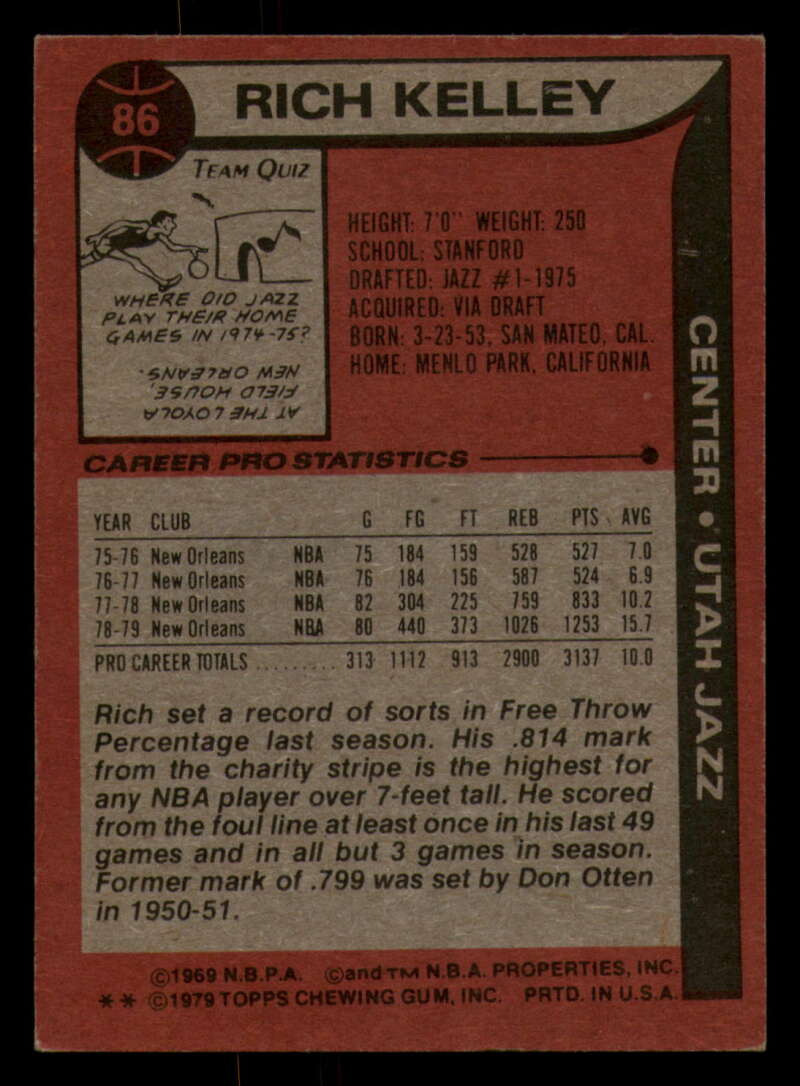 86
RICH KELLEY
TEAM QUIZ
WHERE DID JAZZ
PLAY THEIR HOME
GAMES IN 1974-75?
AT THE LOYOLA
FIELD HOUSE,
NEW ORLEANS.
HEIGHT: 7'0" WEIGHT: 250
SCHOOL: STANFORD
DRAFTED: JAZZ #1-1975
ACQUIRED: VIA DRAFT
BORN: 3-23-53, SAN MATEO, CAL.
HOME: MENLO PARK, CALIFORNIA
CENTER • UTAH JAZZ
CAREER PRO STATISTICS
YEAR CLUB G FG FT REB PTS AVG
75-76 New Orleans NBA 75 184 159 528 527 7.0
76-77 New Orleans NBA 76 184 156 587 524 6.9
77-78 New Orleans NBA 82 304 225 759 833 10.2
78-79 New Orleans NBA 80 440 373 1026 1253 15.7
PRO CAREER TOTALS .......... 313 1112 913 2900 3137 10.0
Rich set a record of sorts in Free Throw
Percentage last season. His .814 mark
from the charity stripe is the highest for
any NBA player over 7-feet tall. He scored
from the foul line at least once in his last 49
games and in all but 3 games in season.
Former mark of .799 was set by Don Otten
in 1950-51.
©1969 N.B.P.A. ©and™ N.B.A. PROPERTIES, INC.
** ©1979 TOPPS CHEWING GUM, INC. PRTD. IN U.S.A.